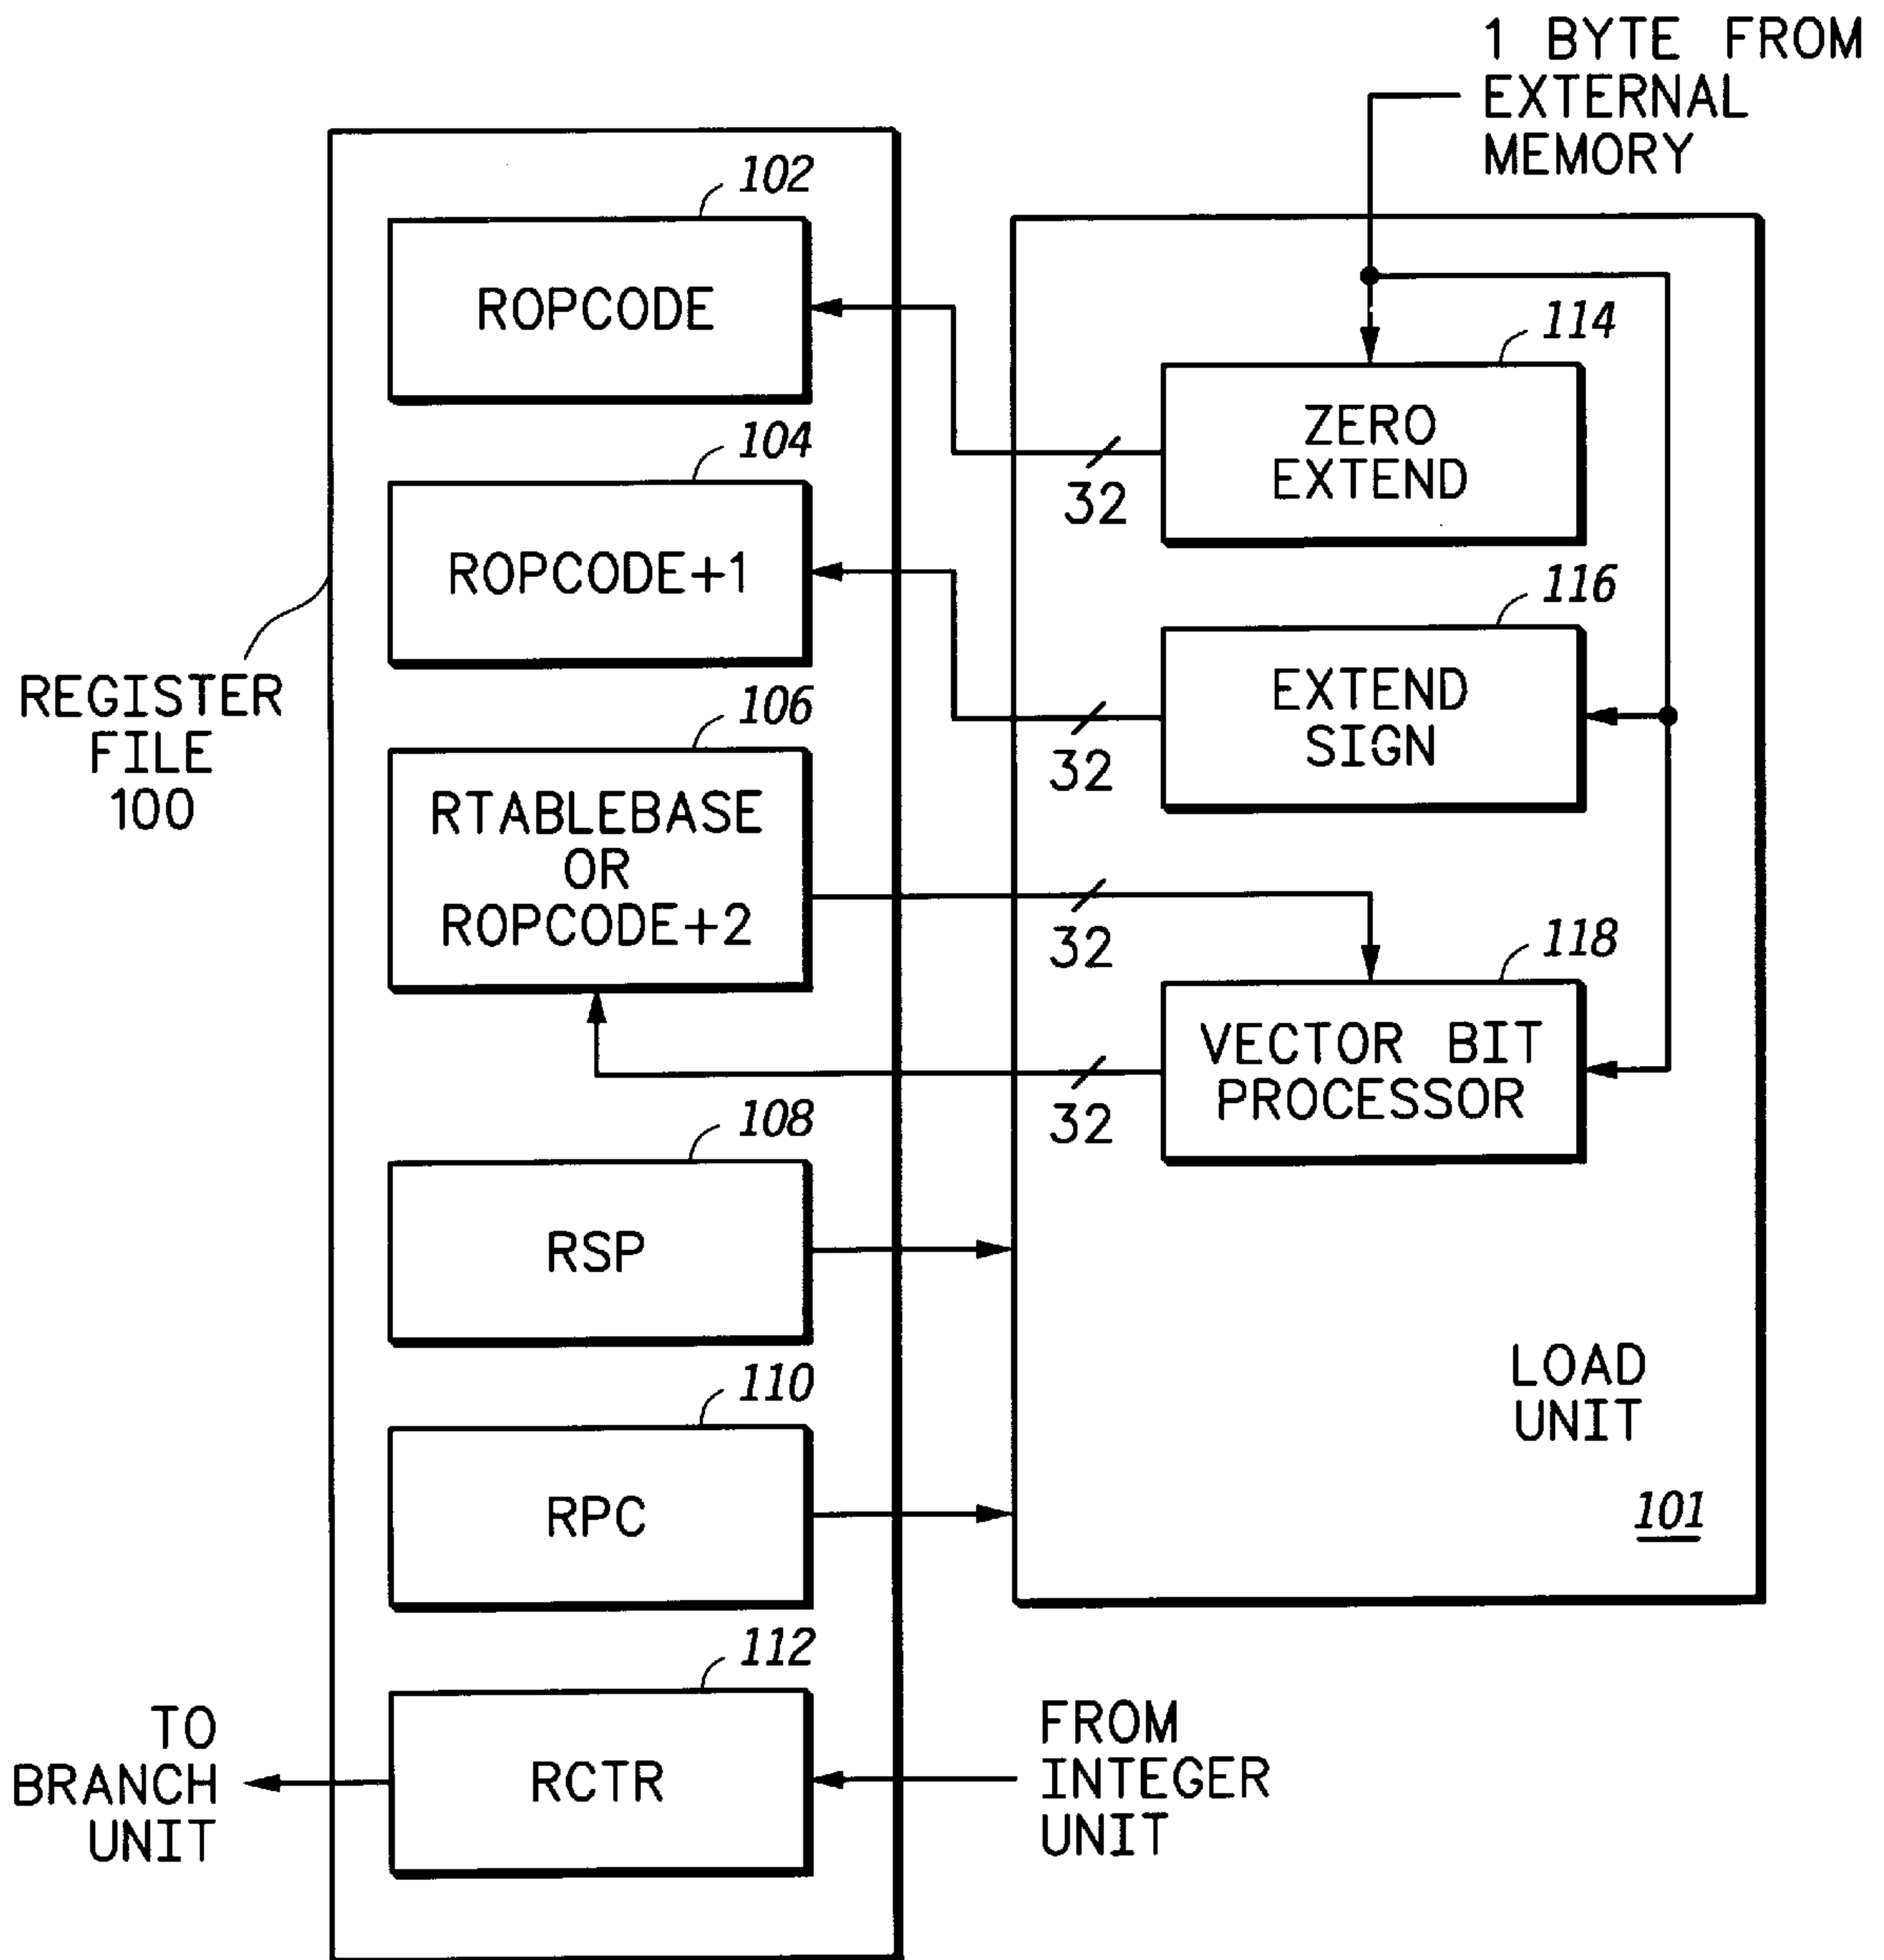 1 BYTE FROM
EXTERNAL
MEMORY
102
ROPCODE
114
ZERO
EXTEND
32
104
ROPCODE+1
116
EXTEND
SIGN
32
REGISTER
FILE
100
106
RTABLEBASE
OR
ROPCODE+2
32
118
VECTOR BIT
PROCESSOR
32
108
RSP
LOAD
UNIT
110
RPC
101
112
RCTR
TO
BRANCH
UNIT
FROM
INTEGER
UNIT